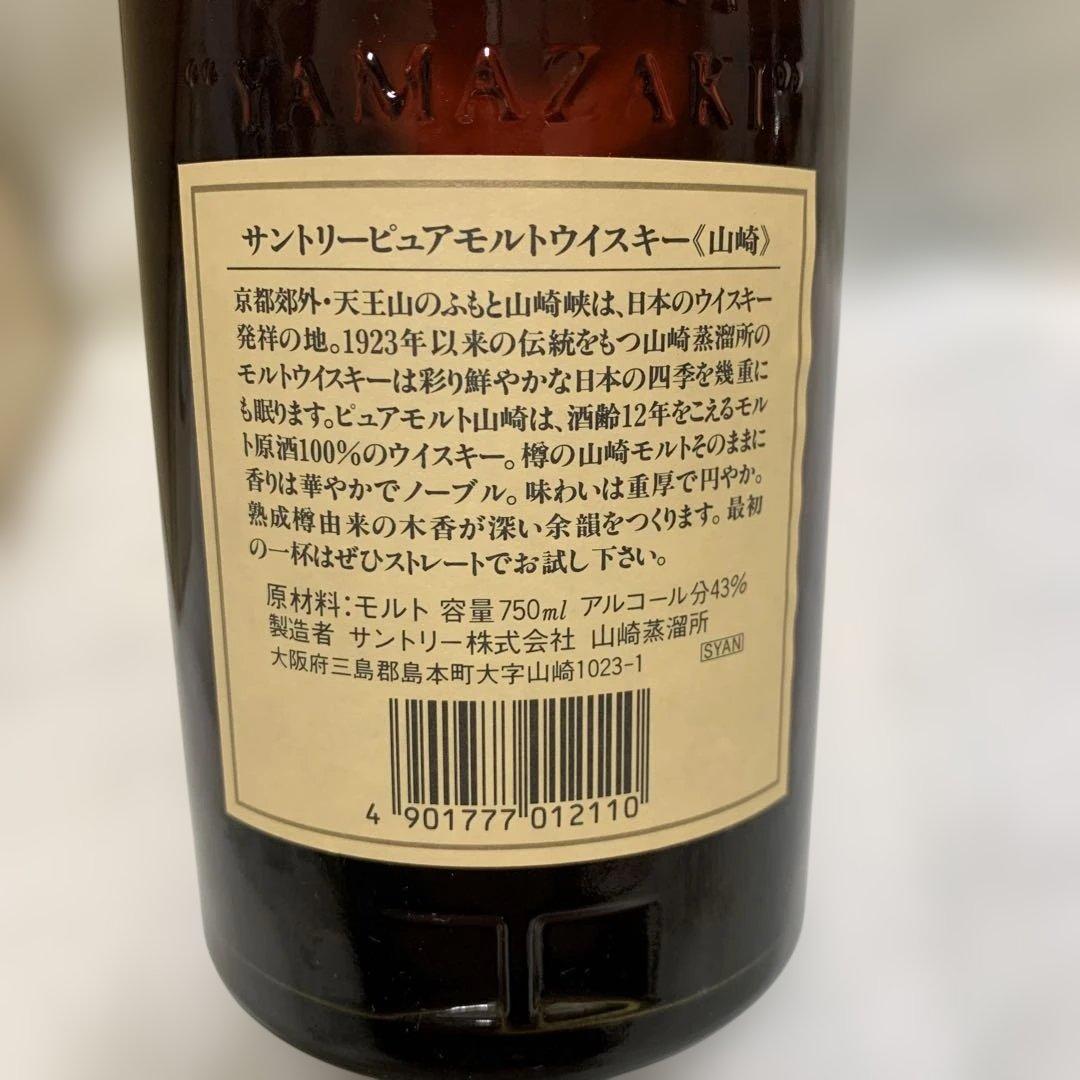 "YAMAZAKI"
サントリーピュアモルトウイスキー《山崎》
京都郊外・天王山のふもと山崎峡は、日本のウイスキー
発祥の地。1923年以来の伝統をもつ山崎蒸溜所の
モルトウイスキーは彩り鮮やかな日本の四季を幾重に
も眠ります。ピュアモルト山崎は、酒齢12年をこえるモル
ト原酒100%のウイスキー。樽の山崎モルトそのままに
香りは華やかでノーブル。味わいは重厚で円やか。
熟成樽由来の木香が深い余韻をつくります。最初
の一杯はぜひストレートでお試し下さい。
原材料：モルト 容量750ml アルコール分43%
製造者 サントリー株式会社 山崎蒸溜所
大阪府三島郡島本町大字山崎1023-1
SYAN
4 901777 012110